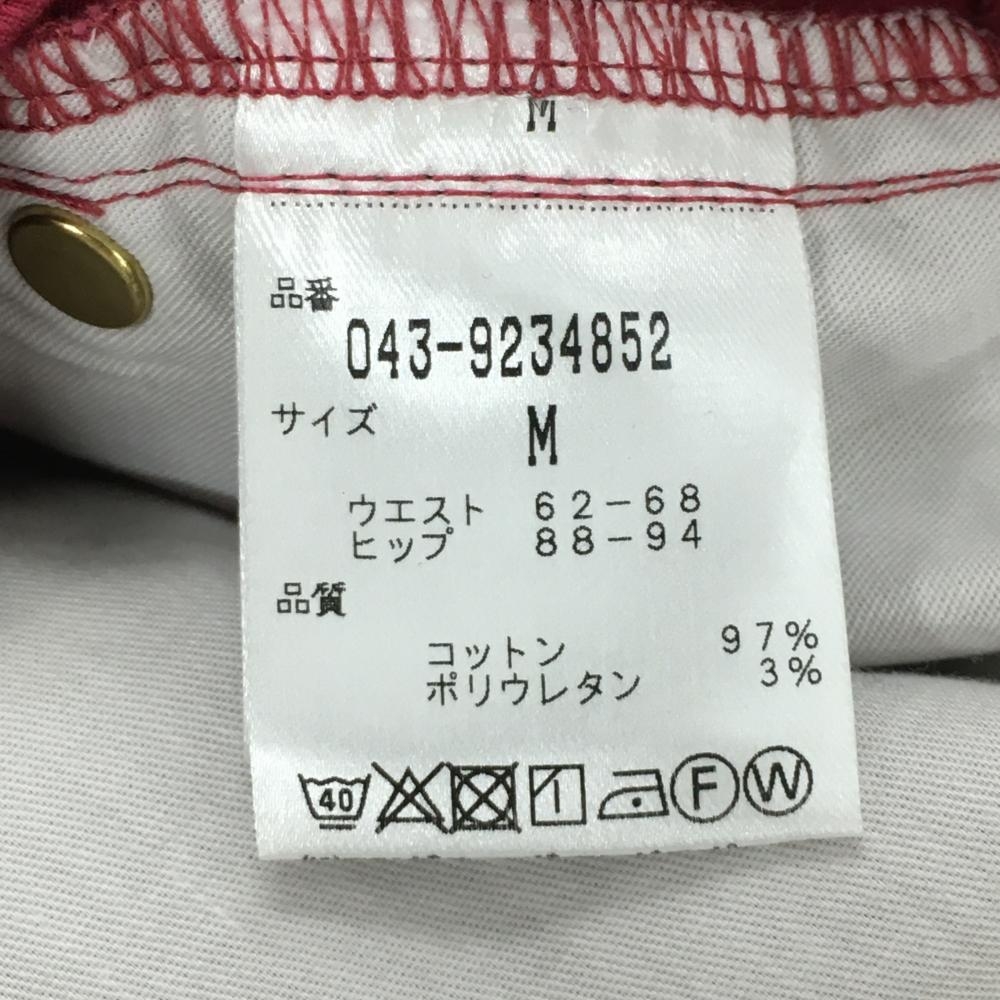 M
品番
043-9234852
サイズ M
ウエスト 62-68
ヒップ 88-94
品質
コットン 97%
ポリウレタン 3%
40 F W